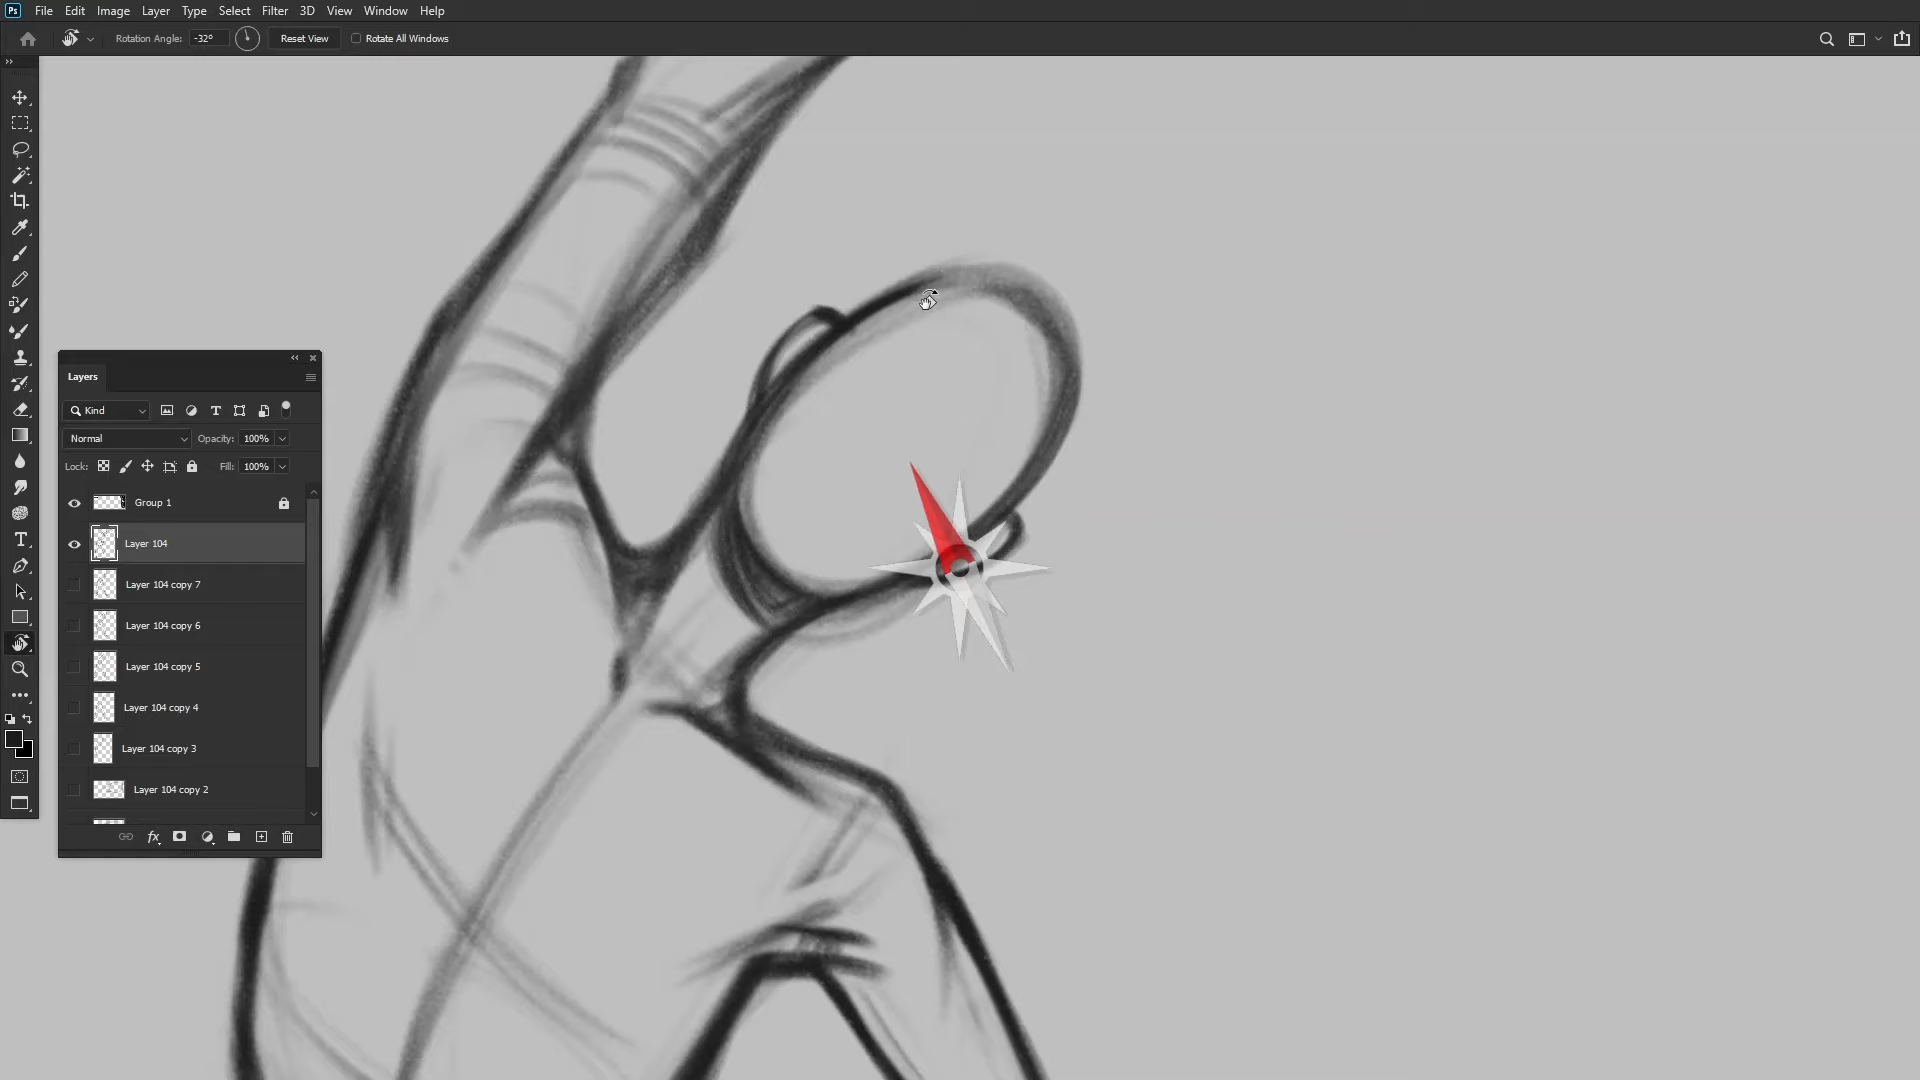 Ps File Edit Image Layer Type Select Filter 3D View Window Help
Rotation Angle: -32° Reset View Rotate All Windows
Layers
Kind
Normal Opacity: 100%
Lock: Fill: 100%
Group 1
Layer 104
Layer 104 copy 7
Layer 104 copy 6
Layer 104 copy 5
Layer 104 copy 4
Layer 104 copy 3
Layer 104 copy 2
fx